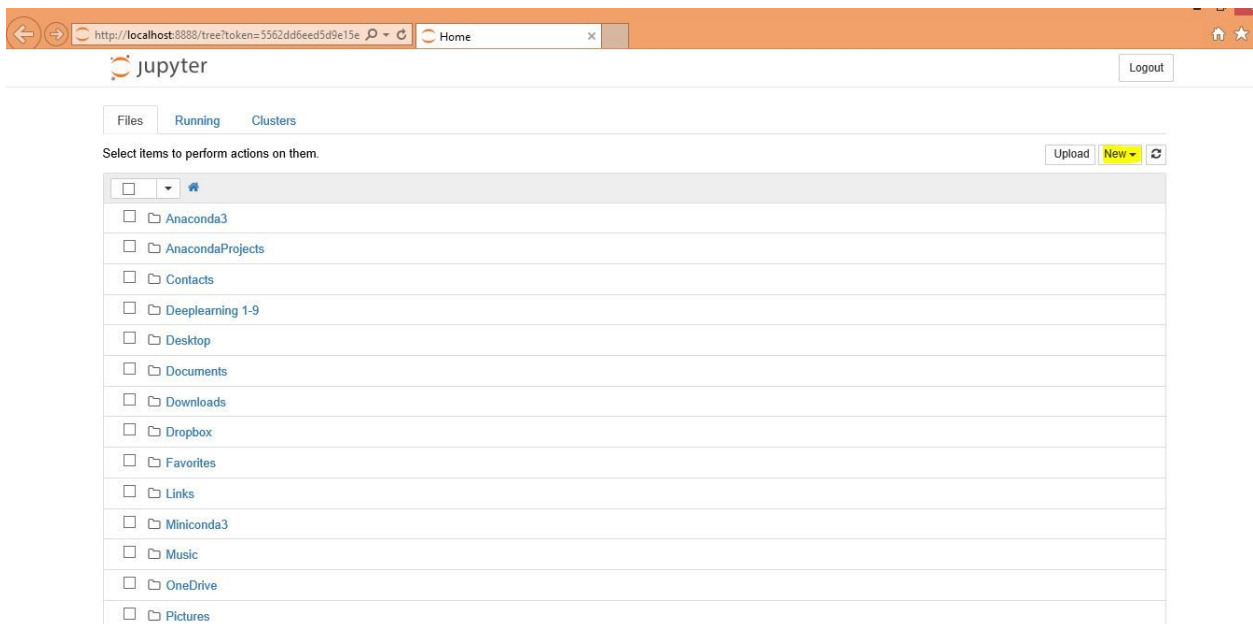 http://localhost:8888/tree?token=5562dd6eed5d9e15e Home
jupyter Logout
Files Running Clusters
Select items to perform actions on them. Upload New
Anaconda3
AnacondaProjects
Contacts
Deeplearning 1-9
Desktop
Documents
Downloads
Dropbox
Favorites
Links
Miniconda3
Music
OneDrive
Pictures